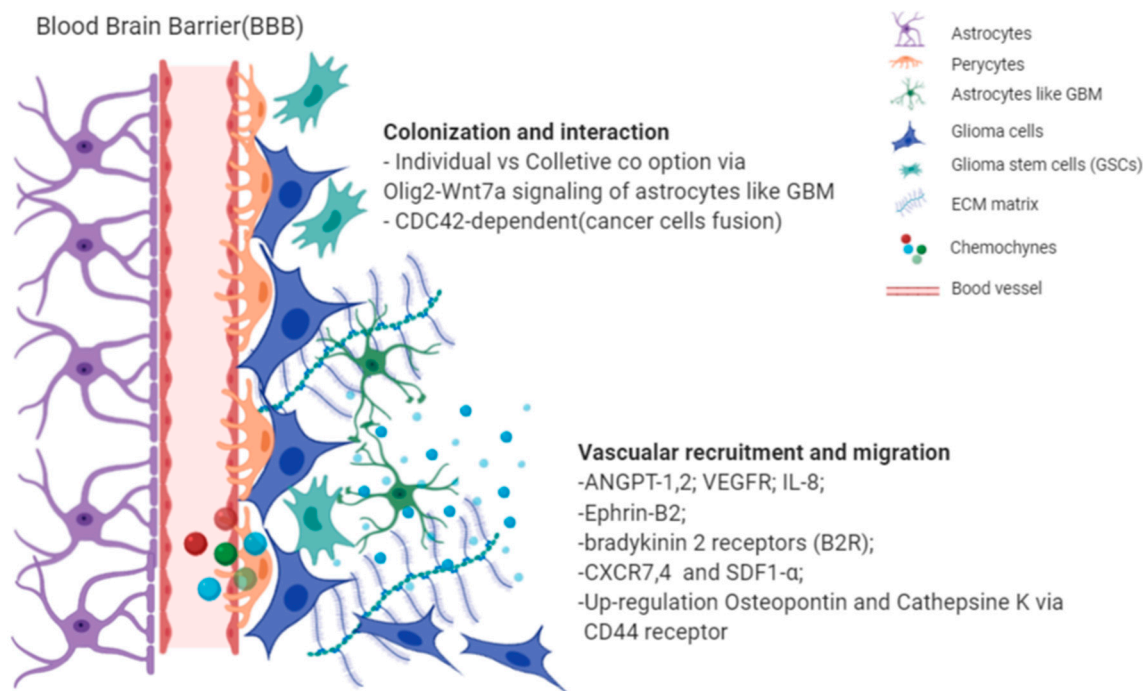 Blood Brain Barrier(BBB)
Colonization and interaction
- Individual vs Colletive co option via
Olig2-Wnt7a signaling of astrocytes like GBM
- CDC42-dependent(cancer cells fusion)
Vascular recruitment and migration
-ANGPT-1,2; VEGFR; IL-8;
-Ephrin-B2;
-bradykinin 2 receptors (B2R);
-CXCR7,4 and SDF1-α;
-Up-regulation Osteopontin and Cathepsine K via
CD44 receptor
Astrocytes
Perycytes
Astrocytes like GBM
Glioma cells
Glioma stem cells (GSCs)
ECM matrix
Chemochynes
Bood vessel